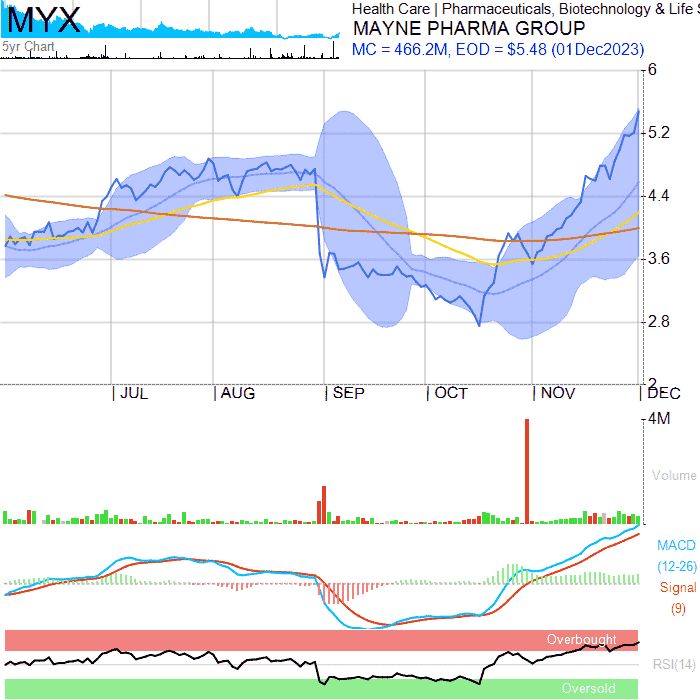 Health Care | Pharmaceuticals, Biotechnology & Life
MYX
MAYNE PHARMA GROUP
5yr Chart
MC = 466.2M, EOD = $5.48 (01Dec2023)
6
5.2
4.4
3.6
2.8
2
| JUL
| AUG
| SEP
| OCT
| NOV
| DEC
4M
Volume
MACD
(12-26)
Signal
(9)
Overbought
RSI(14)
Oversold